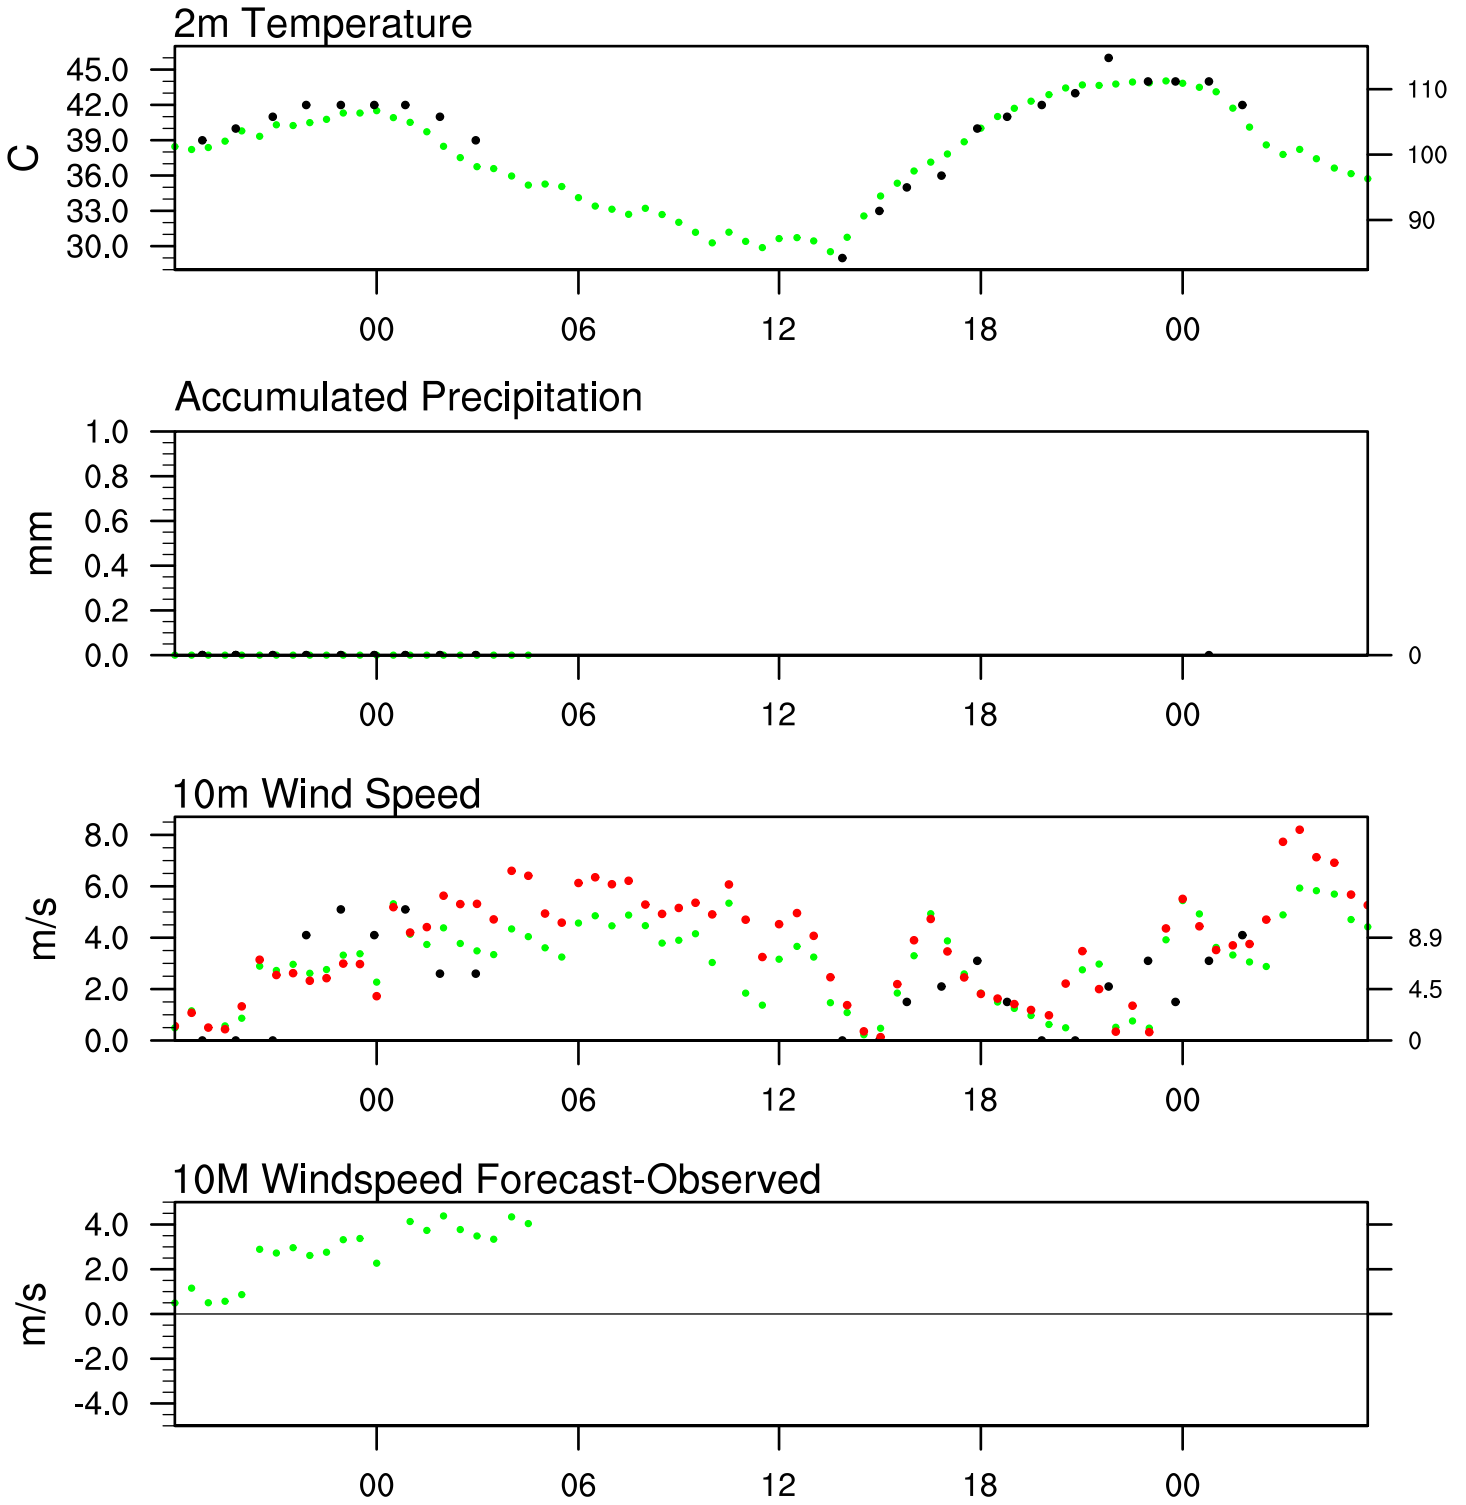 2m Temperature
45.0
42.0
39.0
36.0
33.0
30.0
C
110
100
90
00 06 12 18 00
Accumulated Precipitation
1.0
0.8
0.6
0.4
0.2
0.0
mm
0
00 06 12 18 00
10m Wind Speed
8.0
6.0
4.0
2.0
0.0
m/s
8.9
4.5
0
00 06 12 18 00
10M Windspeed Forecast-Observed
4.0
2.0
0.0
-2.0
-4.0
m/s
00 06 12 18 00